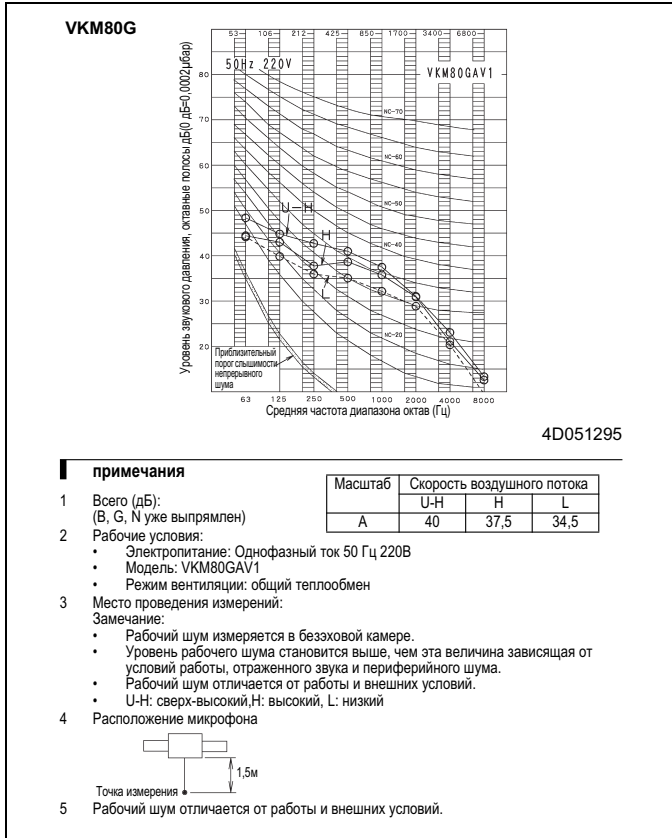 VKM80G
53 106 212 425 850 1700 3400 6800
50Hz 220V
VKM80GAV1
80
70
60
50
40
30
20
NC-70
NC-60
NC-50
NC-40
NC-20
U-H
H
L
Уровень звукового давления, октавные полосы дБ(0 дБ=0,0002µбар)
Приблизительный
порог слышимости
непрерывного
шума
63 125 250 500 1000 2000 4000 8000
Средняя частота диапазона октав (Гц)
4D051295
примечания
Масштаб Скорость воздушного потока
U-H H L
A 40 37,5 34,5
1 Всего (дБ):
(B, G, N уже выпрямлен)
2 Рабочие условия:
• Электропитание: Однофазный ток 50 Гц 220В
• Модель: VKM80GAV1
• Режим вентиляции: общий теплообмен
3 Место проведения измерений:
Замечание:
• Рабочий шум измеряется в безэховой камере.
• Уровень рабочего шума становится выше, чем эта величина зависящая от
условий работы, отраженного звука и периферийного шума.
• Рабочий шум отличается от работы и внешних условий.
• U-H: сверх-высокий,H: высокий, L: низкий
4 Расположение микрофона
1,5м
Точка измерения
5 Рабочий шум отличается от работы и внешних условий.